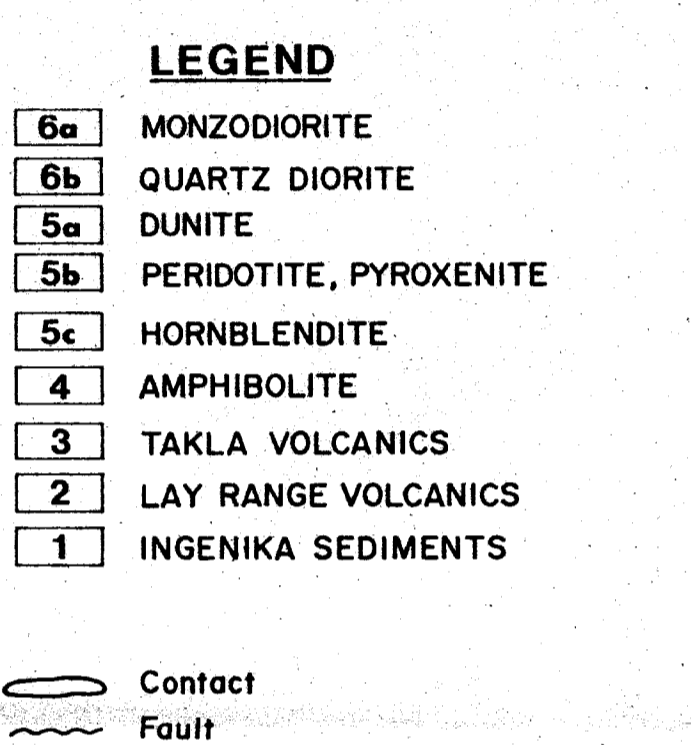 LEGEND
6a MONZODIORITE
6b QUARTZ DIORITE
5a DUNITE
5b PERIDOTITE, PYROXENITE
5c HORNBLENDITE
4 AMPHIBOLITE
3 TAKLA VOLCANICS
2 LAY RANGE VOLCANICS
1 INGENIKA SEDIMENTS
Contact
Fault